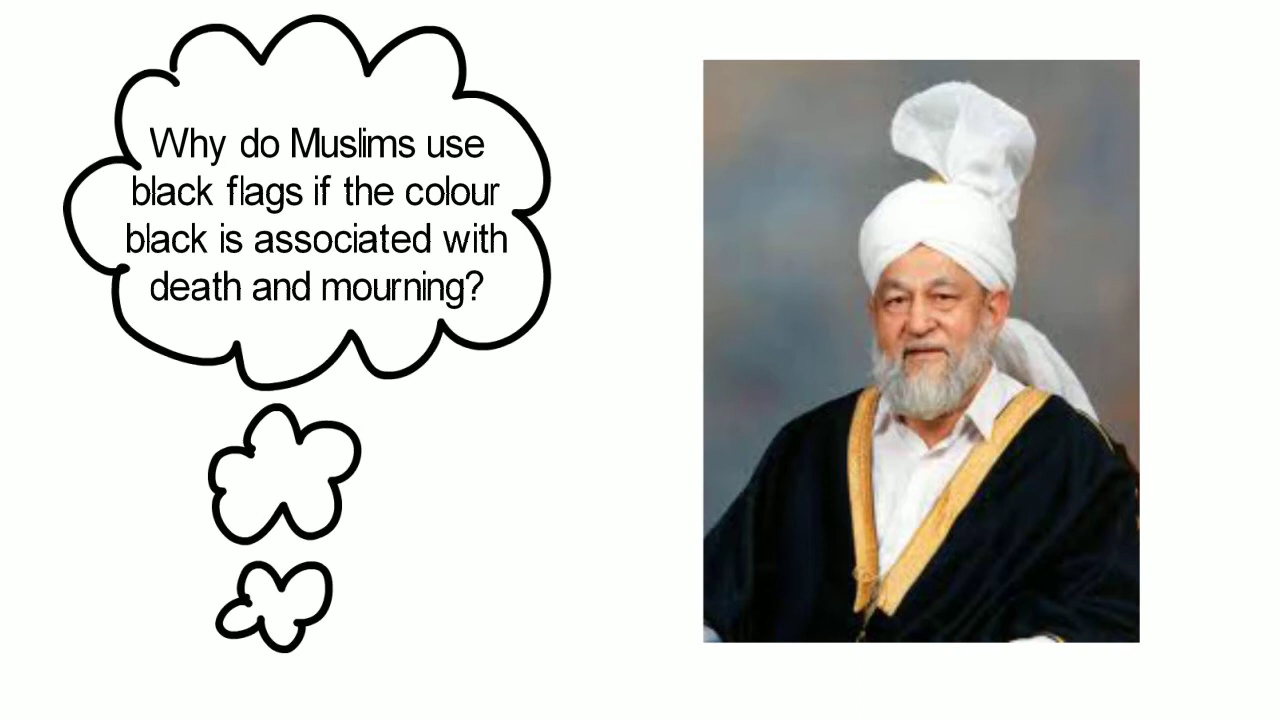 Why do Muslims use
black flags if the colour
black is associated with
death and mourning?